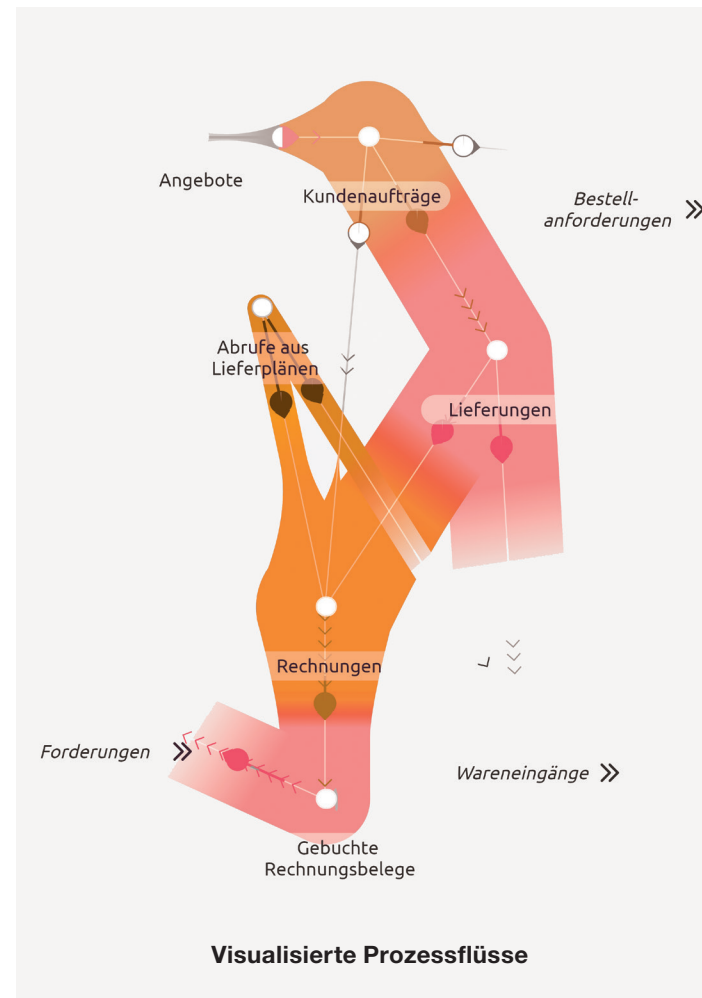 Angebote
Kundenaufträge
Bestell-
anforderungen
Abrufe aus
Lieferplänen
Lieferungen
Rechnungen
Forderungen
Wareneingänge
Gebuchte
Rechnungsbelege
Visualisierte Prozessflüsse